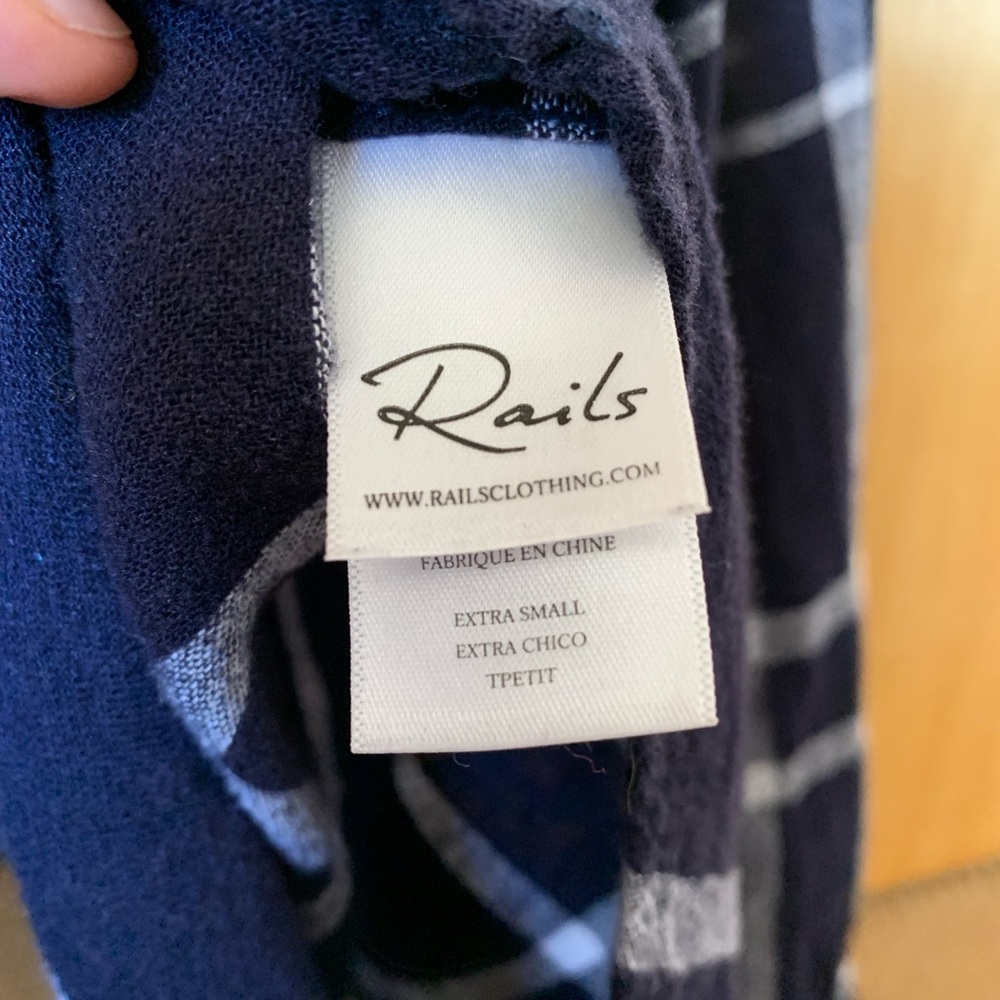 Rails
WWW.RAILSCLOTHING.COM
FABRIQUE EN CHINE
EXTRA SMALL
EXTRA CHICO
TPETIT